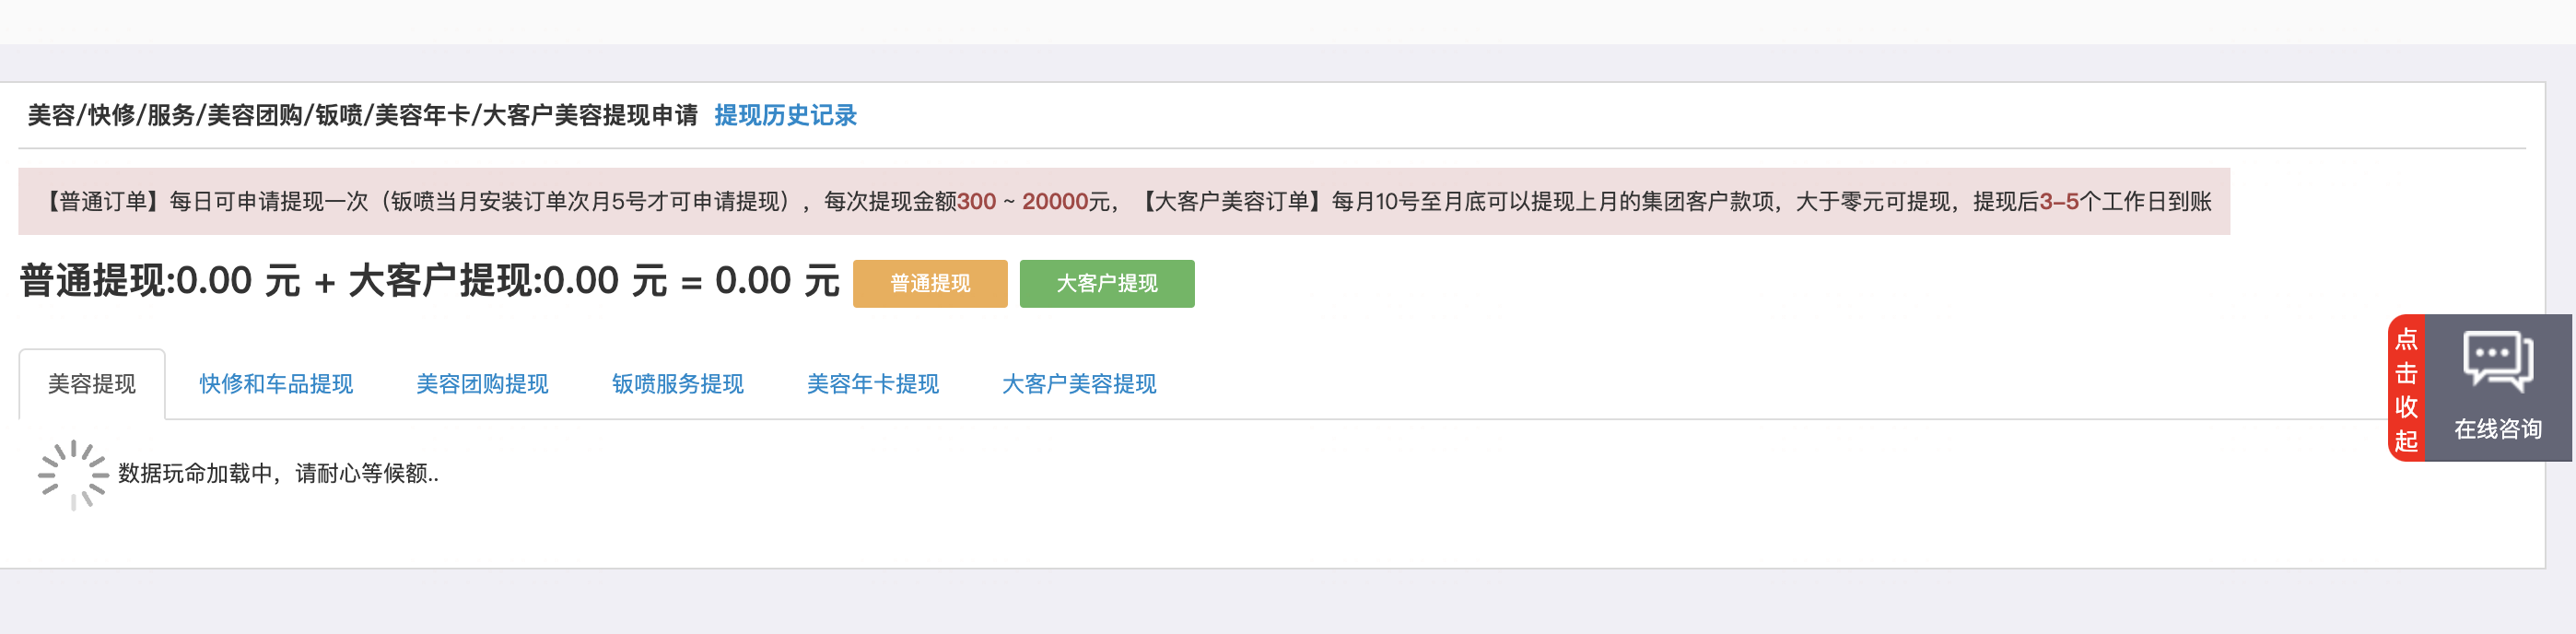 美容/快修/服务/美容团购/钣喷/美容年卡/大客户美容提现申请 提现历史记录
【普通订单】每日可申请提现一次（钣喷当月安装订单次月5号才可申请提现），每次提现金额300 ~ 20000元，【大客户美容订单】每月10号至月底可以提现上月的集团客户款项，大于零元可提现，提现后3-5个工作日到账
普通提现:0.00 元 + 大客户提现:0.00 元 = 0.00 元 普通提现 大客户提现
美容提现 快修和车品提现 美容团购提现 钣喷服务提现 美容年卡提现 大客户美容提现
数据玩命加载中，请耐心等候额..
点击收起
在线咨询